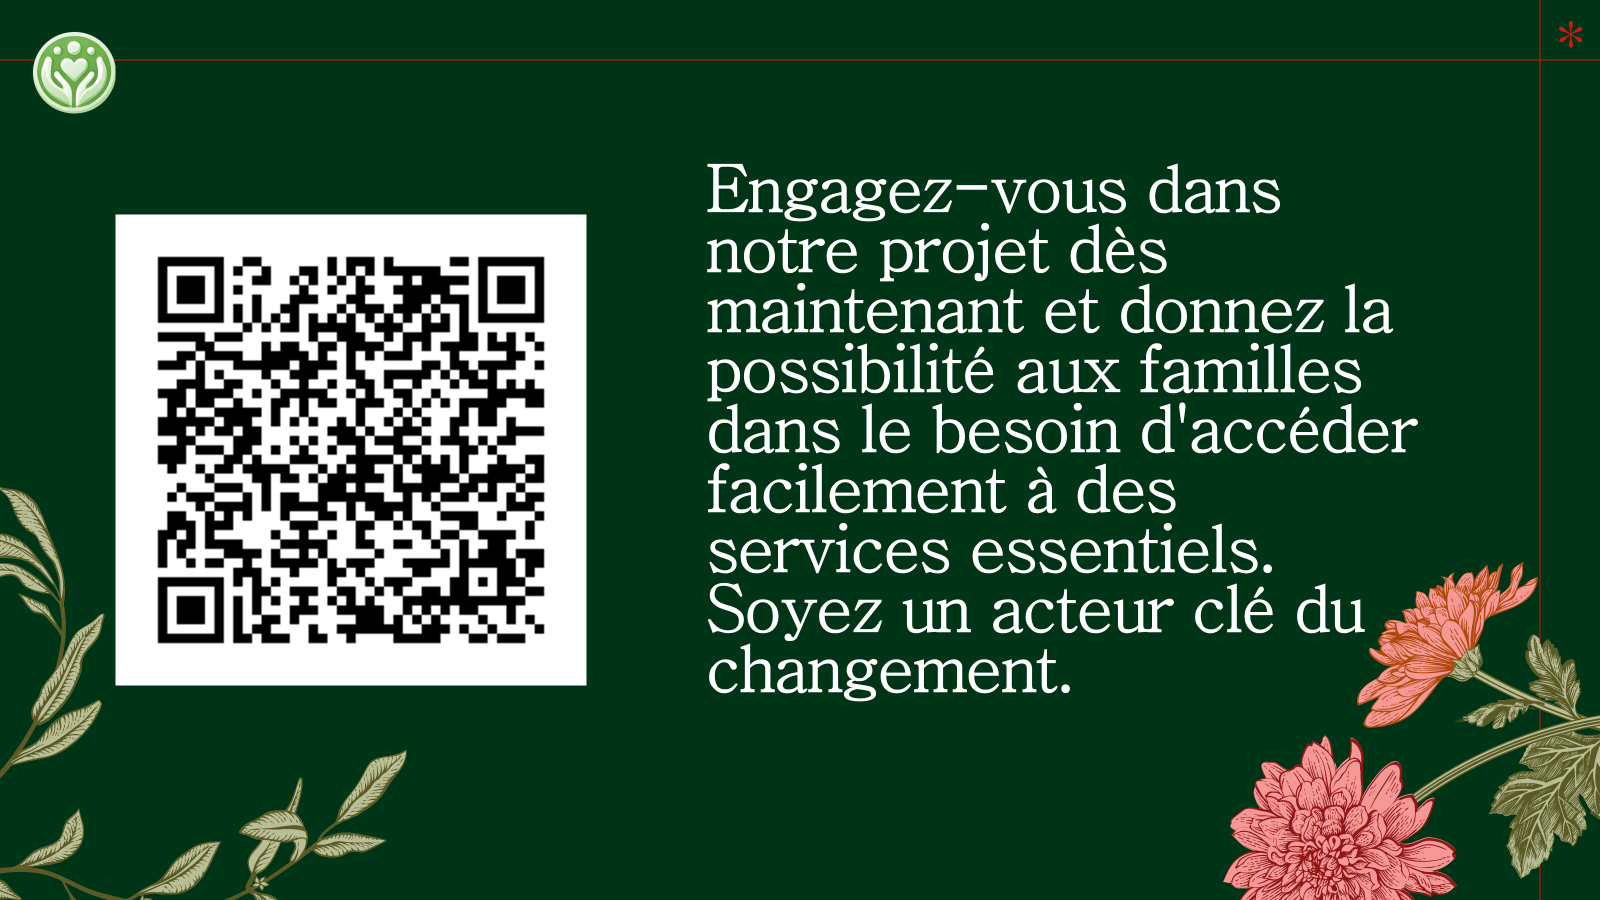 Engagez-vous dans
notre projet dès
maintenant et donnez la
possibilité aux familles
dans le besoin d'accéder
facilement à des
services essentiels.
Soyez un acteur clé du
changement.